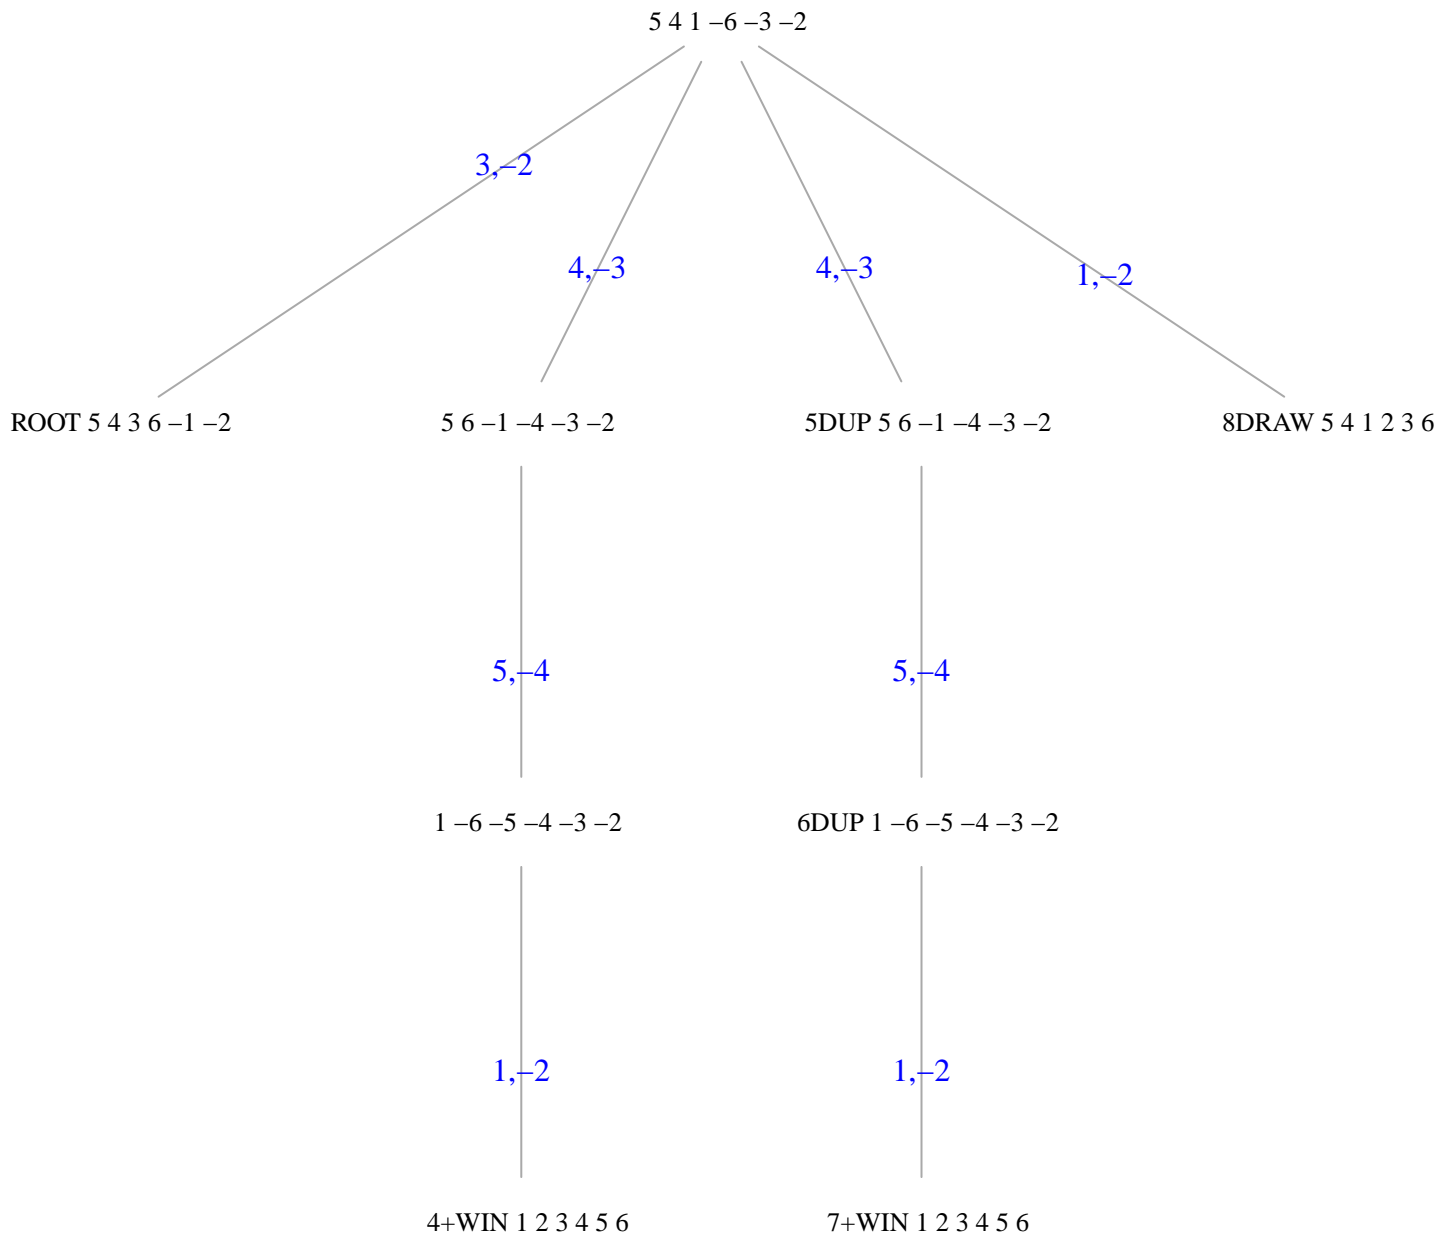 5 4 1 –6 –3 –2
3,–2
4,–3
4,–3
1,–2
ROOT 5 4 3 6 –1 –2
5 6 –1 –4 –3 –2
5DUP 5 6 –1 –4 –3 –2
8DRAW 5 4 1 2 3 6
5,–4
5,–4
1 –6 –5 –4 –3 –2
6DUP 1 –6 –5 –4 –3 –2
1,–2
1,–2
4+WIN 1 2 3 4 5 6
7+WIN 1 2 3 4 5 6